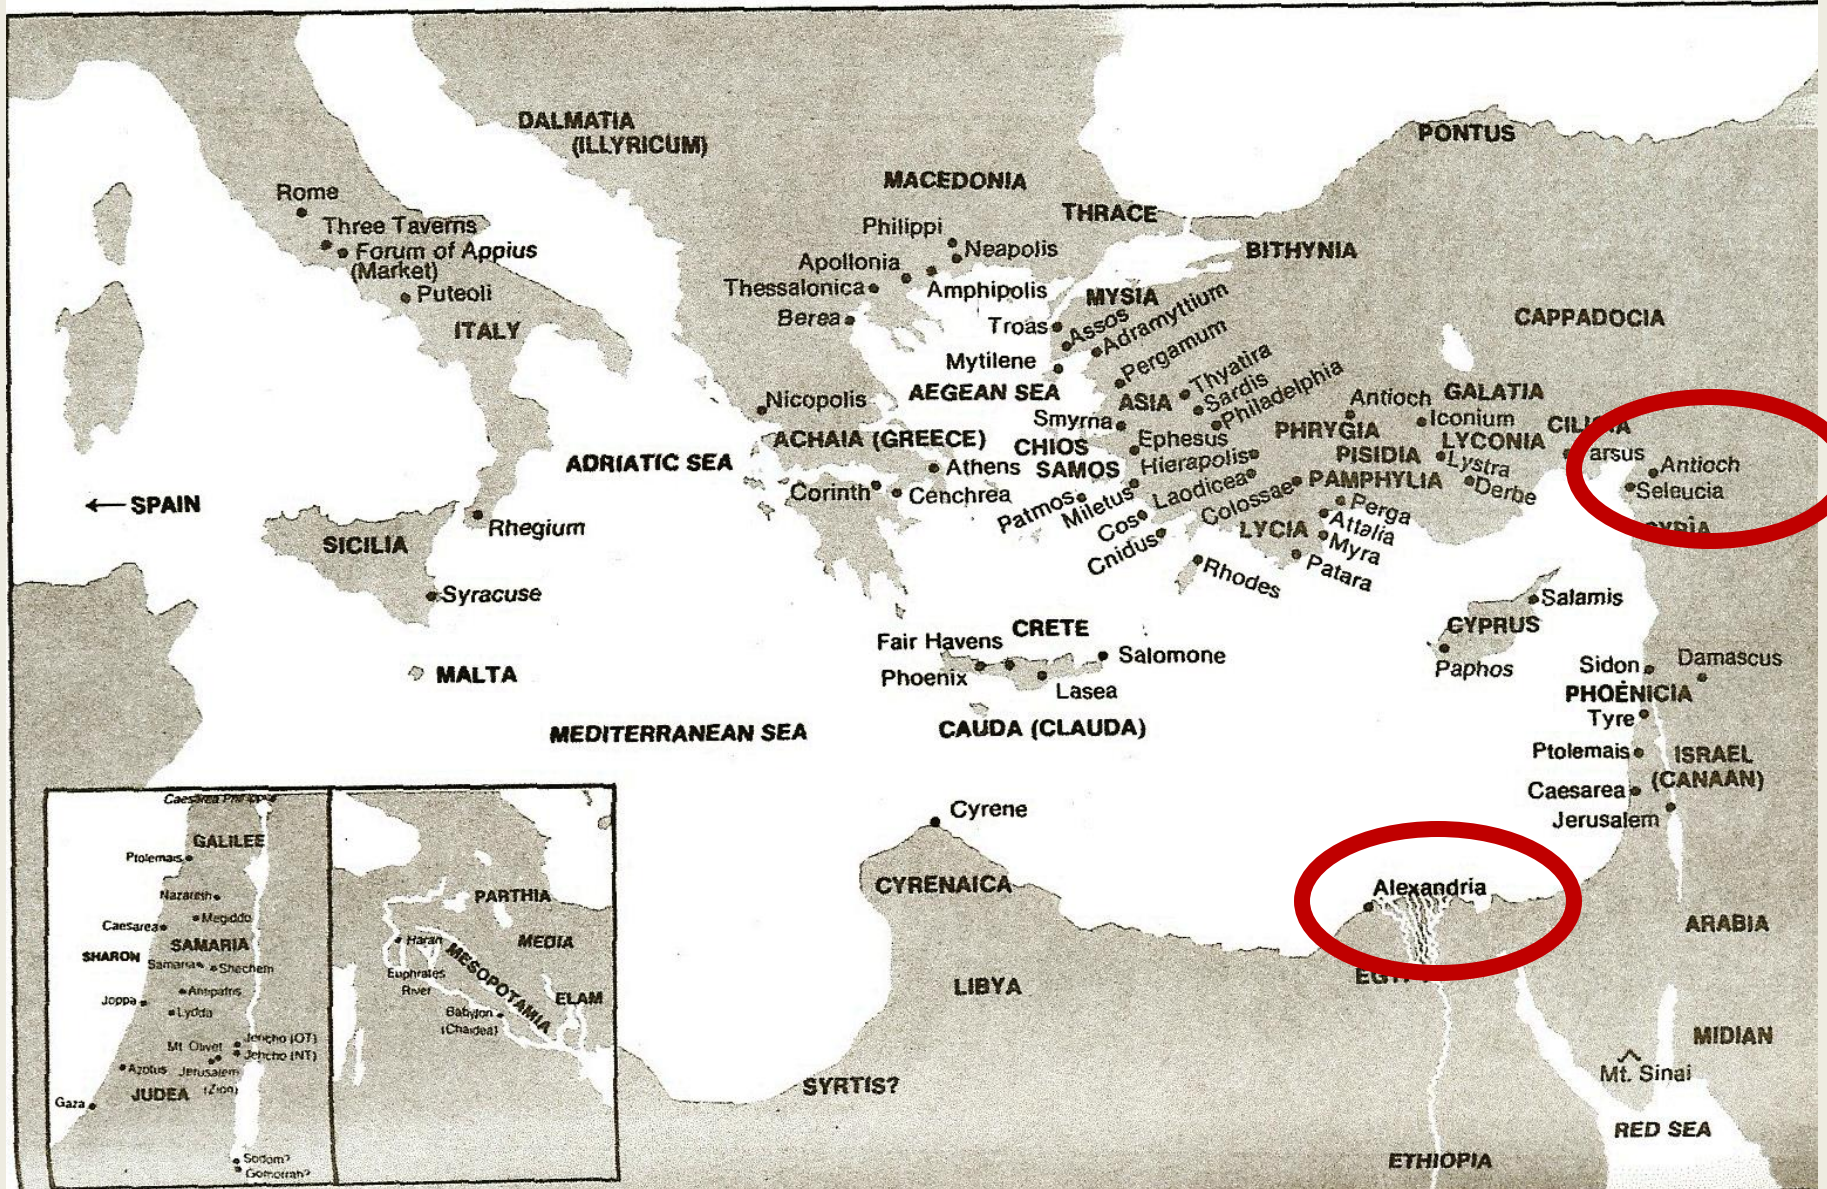 DALMATIA
(ILLYRICUM)
PONTUS
MACEDONIA
Rome
THRACE
Three Taverns
Philippi
Forum of Appius
Neapolis
BITHYNIA
(Market)
Apollonia
Puteoli
Thessalonica
Amphipolis
MYSIA
ITALY
Berea
Troas
Assos
Adramyttium
CAPPADOCIA
Mytilene
Pergamum
Nicopolis
AEGEAN SEA
ASIA
Thyatira
Sardis
Philadelphia
Antioch
GALATIA
Smyrna
Iconium
ACHAIA (GREECE)
CHIOS
Ephesus
PHRYGIA
LYCONIA
ADRIATIC SEA
Athens
SAMOS
Hierapolis
PISIDIA
Lystra
arsus
Antioch
Corinth
Cenchrea
Patmos
Miletus
Laodicea
Colossae
PAMPHYLIA
Derbe
Seleucia
← SPAIN
Cos
Perga
Rhegium
Cnidus
LYCIA
Attalia
SICILIA
Myra
Rhodes
Patara
Syracuse
Salamis
CYPRUS
Fair Havens
CRETE
Salomone
Paphos
Sidon
Damascus
MALTA
Phoenix
Lasea
PHOENICIA
Tyre
MEDITERRANEAN SEA
CAUDA (CLAUDA)
Ptolemais
ISRAEL
(CANAAN)
Caesarea
Jerusalem
Cyrene
CYRENAICA
Alexandria
ARABIA
LIBYA
MIDIAN
Mt. Sinai
SYRTIS?
RED SEA
ETHIOPIA
Caesarea Philippi
GALILEE
Ptolemais
Nazareth
Megiddo
Caesarea
SAMARIA
SHARON
Samaria
Shechem
Antipatris
Joppa
Lydda
Jericho (OT)
Mt Olivet
Jericho (NT)
Azotus
Jerusalem
(Zion)
JUDEA
Gaza
Sodom?
Gomorrah?
PARTHIA
Haran
MEDIA
MESOPOTAMIA
Euphrates
River
ELAM
Babylon
(Chaldea)